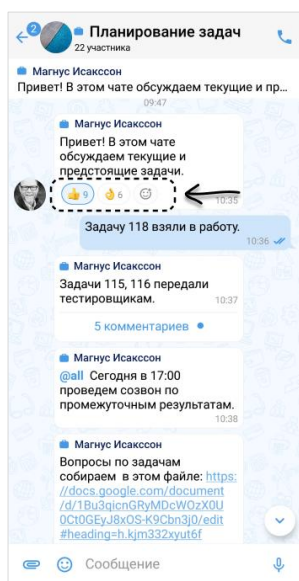 2
Планирование задач
22 участника
Магнус Исакссон
Привет! В этом чате обсуждаем текущие и пр...
09:47
Магнус Исакссон
Привет! В этом чате
обсуждаем текущие и
предстоящие задачи.
👍 9 👌 6
10:35
Задачу 118 взяли в работу.
10:36
Магнус Исакссон
Задачи 115, 116 передали
тестировщикам.
10:37
5 комментариев
Магнус Исакссон
@all Сегодня в 17:00
проведем созвон по
промежуточным результатам.
10:38
Магнус Исакссон
Вопросы по задачам
собираем в этом файле: https:
//docs.google.com/document
/d/1Bu3qicnGRyMDcWOzX0U
0Ct0GEyJ8xOS-K9Cbn3j0/edit
#heading=h.kjm332xyut6f
Сообщение